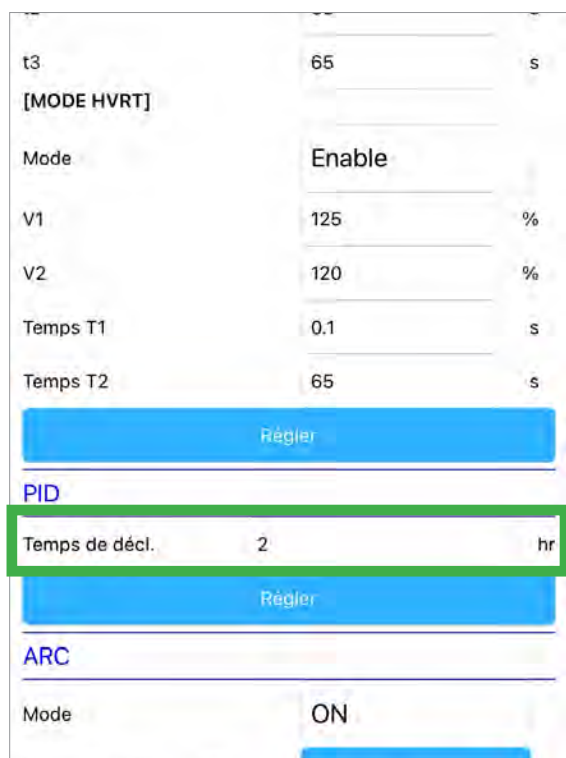 t3 65 s
[MODE HVRT]
Mode Enable
V1 125 %
V2 120 %
Temps T1 0.1 s
Temps T2 65 s
Régler
PID
Temps de décl. 2 hr
Régler
ARC
Mode ON